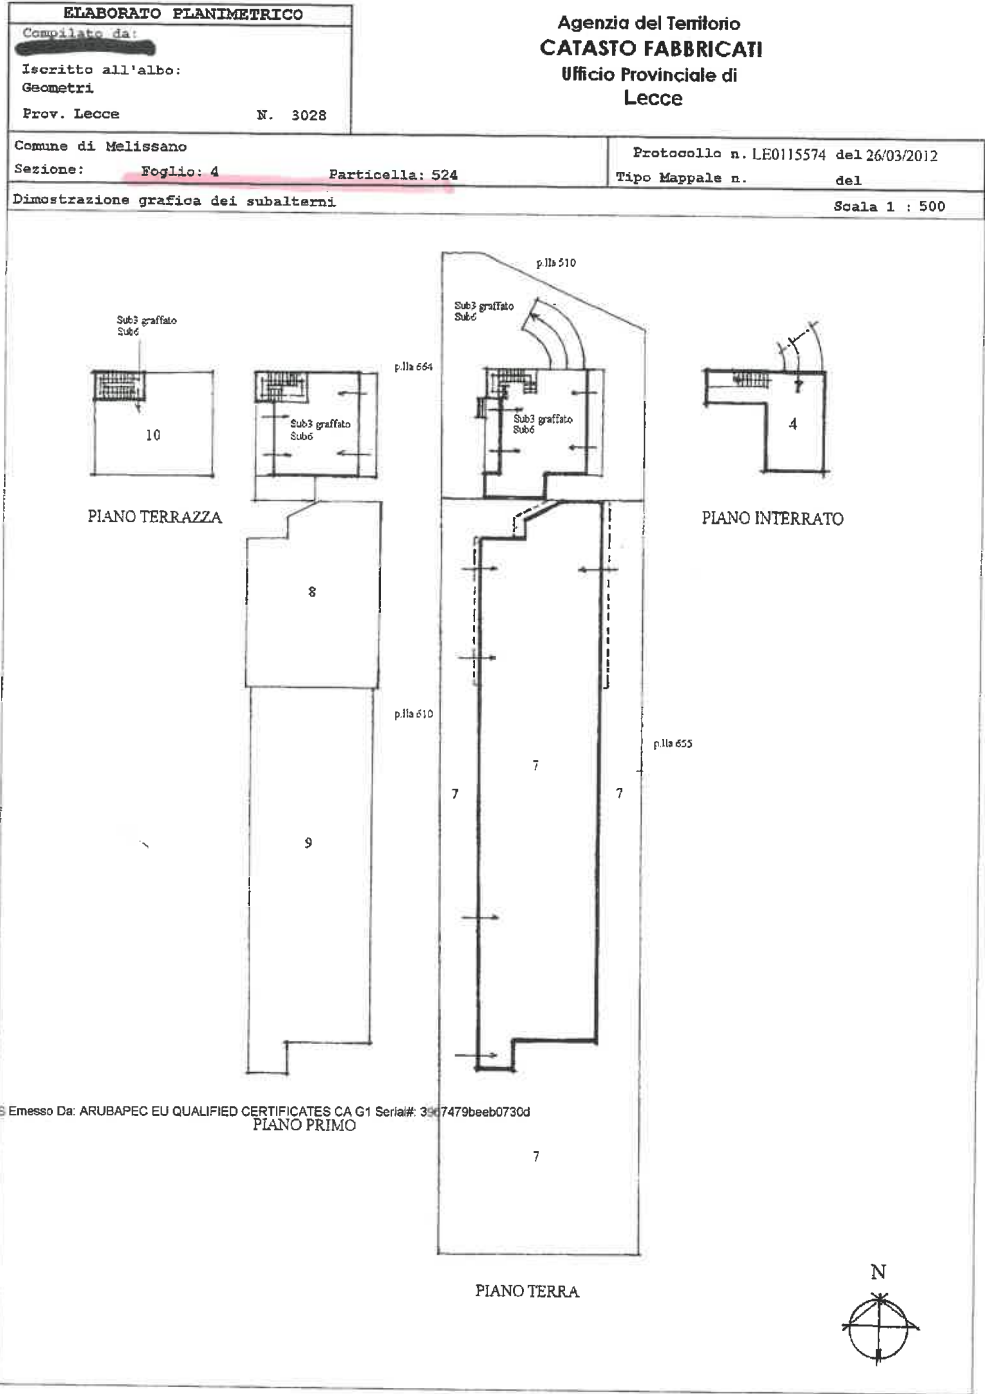 ELABORATO PLANIMETRICO
Compilato da:
Iscritto all'albo:
Geometri
Prov. Lecce N. 3028
Agenzia del Territorio
CATASTO FABBRICATI
Ufficio Provinciale di
Lecce
Comune di Melissano
Sezione: Foglio: 4 Particella: 524
Protocollo n. LE0115574 del 26/03/2012
Tipo Mappale n. del
Dimostrazione grafica dei subalterni
Scala 1 : 500
p.lla 510
Sub3 graffato
Sub6
Sub3 graffato
Sub6
p.lla 664
Sub3 graffato
Sub6
Sub3 graffato
Sub6
10
4
PIANO TERRAZZA
PIANO INTERRATO
8
p.lla 610
p.lla 655
7
7
7
9
Emesso Da: ARUBAPEC EU QUALIFIED CERTIFICATES CA G1 Serial#: 7479beeb0730d
PIANO PRIMO
7
PIANO TERRA
N